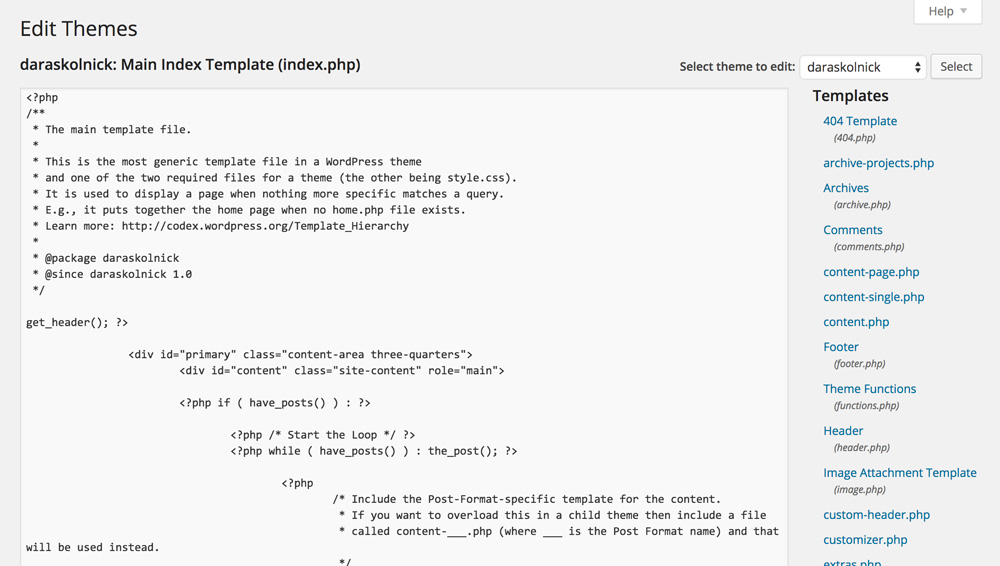 Help
Edit Themes
daraskolnick: Main Index Template (index.php)
Select theme to edit: daraskolnick Select
<?php
/**
 * The main template file.
 *
 * This is the most generic template file in a WordPress theme
 * and one of the two required files for a theme (the other being style.css).
 * It is used to display a page when nothing more specific matches a query.
 * E.g., it puts together the home page when no home.php file exists.
 * Learn more: http://codex.wordpress.org/Template_Hierarchy
 *
 * @package daraskolnick
 * @since daraskolnick 1.0
 */
get_header(); ?>
<div id="primary" class="content-area three-quarters">
<div id="content" class="site-content" role="main">
<?php if ( have_posts() ) : ?>
<?php /* Start the Loop */ ?>
<?php while ( have_posts() ) : the_post(); ?>
<?php
/* Include the Post-Format-specific template for the content.
 * If you want to overload this in a child theme then include a file
 * called content-___.php (where ___ is the Post Format name) and that
will be used instead.
 */
Templates
404 Template
(404.php)
archive-projects.php
Archives
(archive.php)
Comments
(comments.php)
content-page.php
content-single.php
content.php
Footer
(footer.php)
Theme Functions
(functions.php)
Header
(header.php)
Image Attachment Template
(image.php)
custom-header.php
customizer.php
extras.php